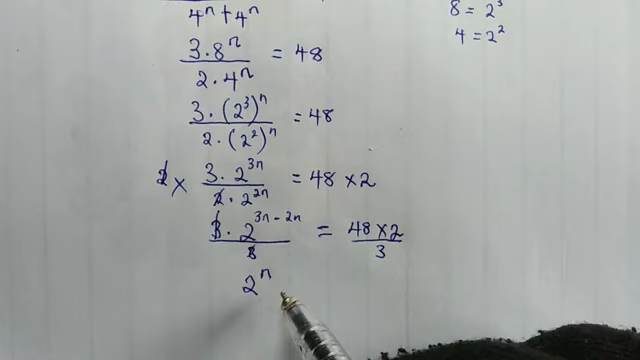 4ⁿ + 4ⁿ
8 = 2³
4 = 2²
3 · 8ⁿ / 2 · 4ⁿ = 48
3 · (2³)ⁿ / 2 · (2²)ⁿ = 48
2 × 3 · 2³ⁿ / 2 · 2²ⁿ = 48 × 2
3 · 2³ⁿ⁻²ⁿ / 3 = 48 × 2 / 3
2ⁿ